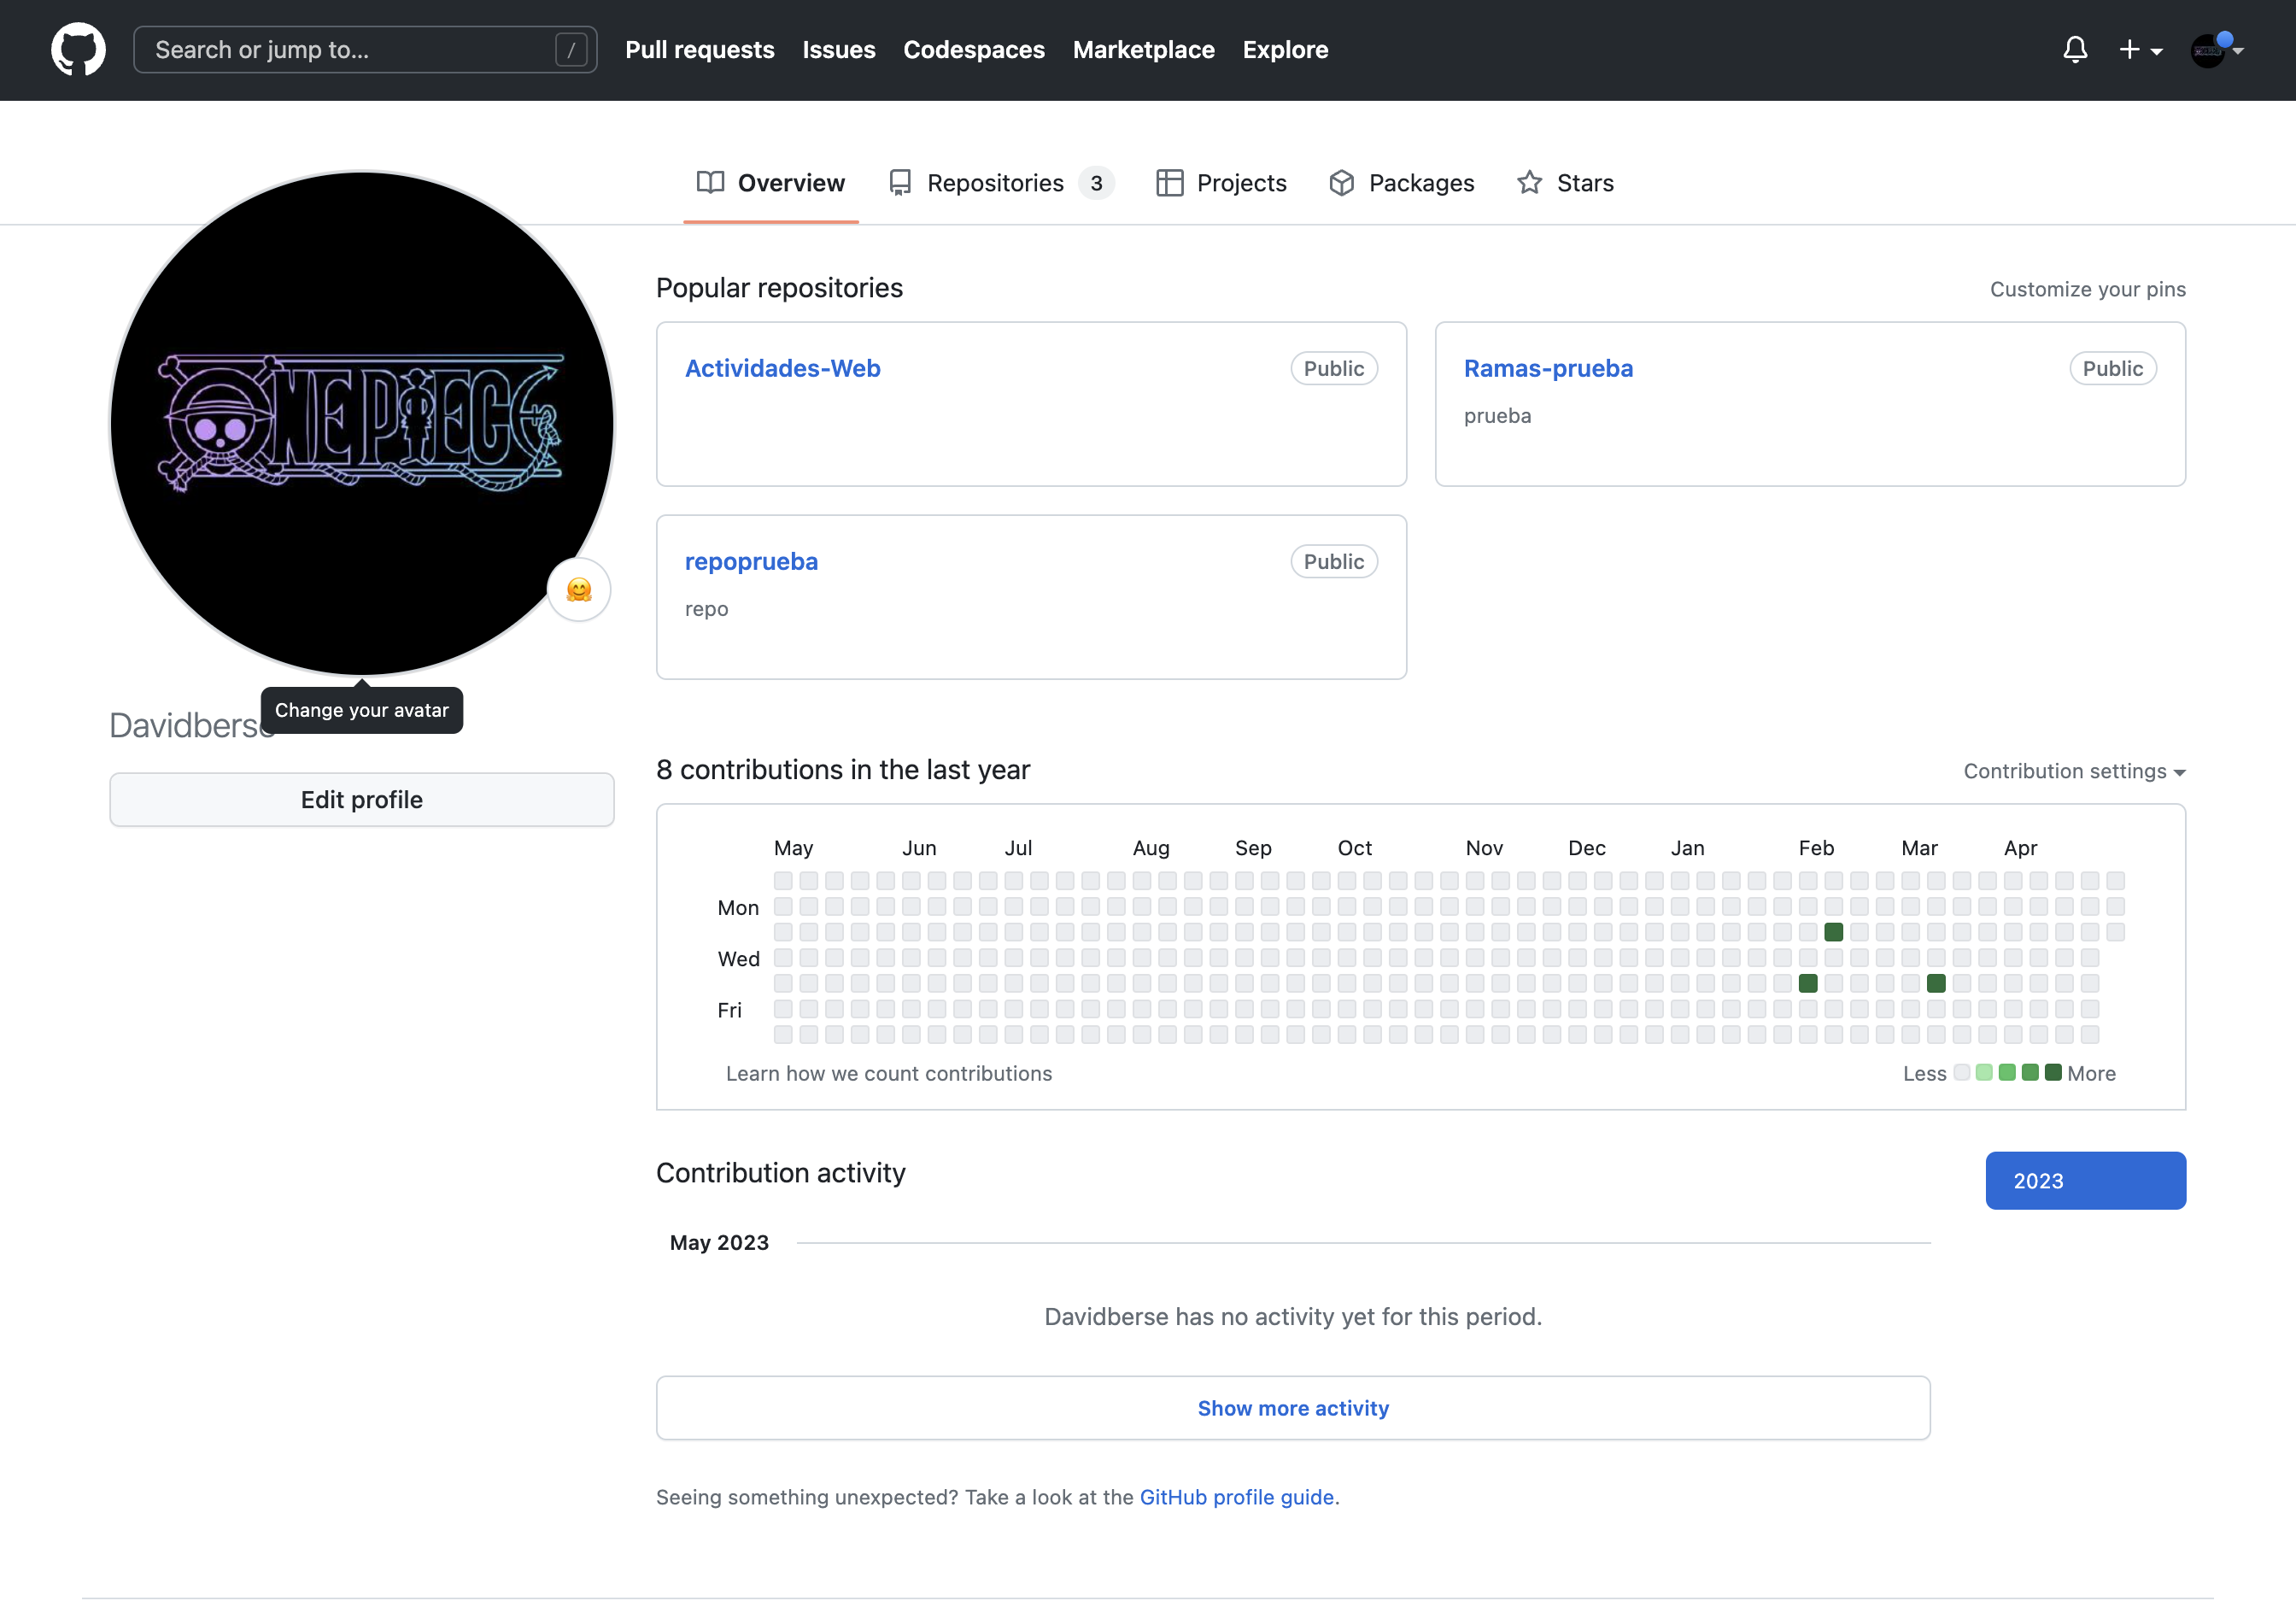 Search or jump to... /
Pull requests Issues Codespaces Marketplace Explore
Overview Repositories 3 Projects Packages Stars
ONE PIECE
Change your avatar
Davidberse
Edit profile
Popular repositories
Customize your pins
Actividades-Web Public
Ramas-prueba Public
prueba
repoprueba Public
repo
8 contributions in the last year
Contribution settings
May Jun Jul Aug Sep Oct Nov Dec Jan Feb Mar Apr
Mon
Wed
Fri
Learn how we count contributions
Less More
Contribution activity
2023
May 2023
Davidberse has no activity yet for this period.
Show more activity
Seeing something unexpected? Take a look at the GitHub profile guide.